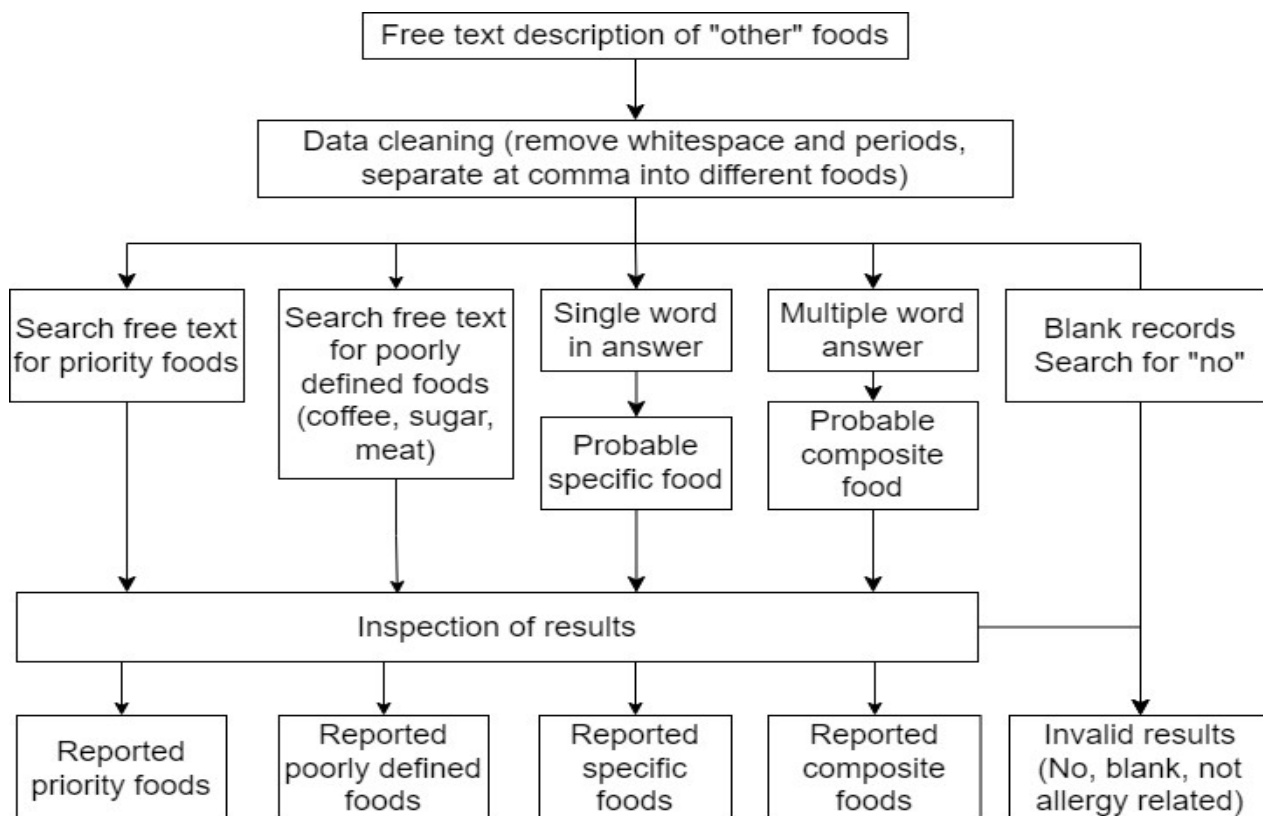 Free text description of "other" foods
Data cleaning (remove whitespace and periods,
separate at comma into different foods)
Search free text
for priority foods
Search free text
for poorly
defined foods
(coffee, sugar,
meat)
Single word
in answer
Multiple word
answer
Blank records
Search for "no"
Probable
specific food
Probable
composite
food
Inspection of results
Reported
priority foods
Reported
poorly defined
foods
Reported
specific
foods
Reported
composite
foods
Invalid results
(No, blank, not
allergy related)